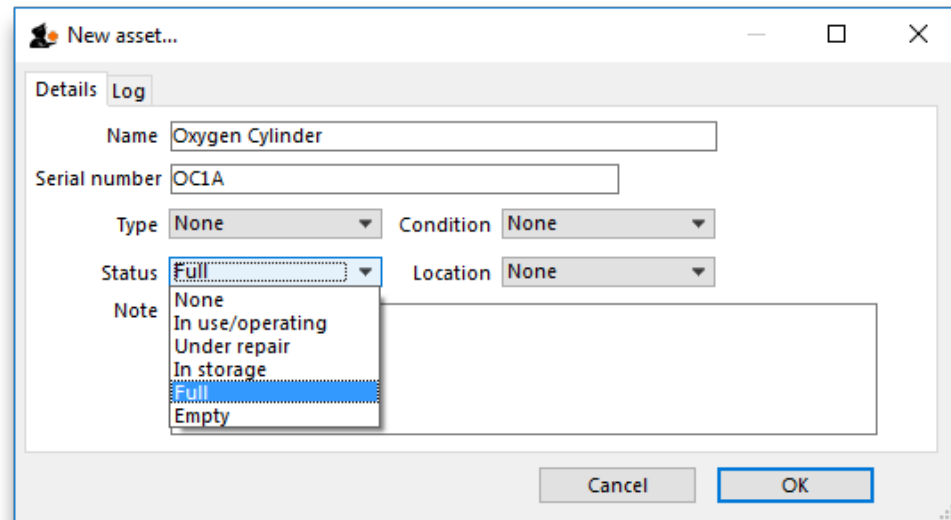 New asset...
Details Log
Name Oxygen Cylinder
Serial number OC1A
Type None Condition None
Status Full Location None
Note
None
In use/operating
Under repair
In storage
Full
Empty
Cancel OK